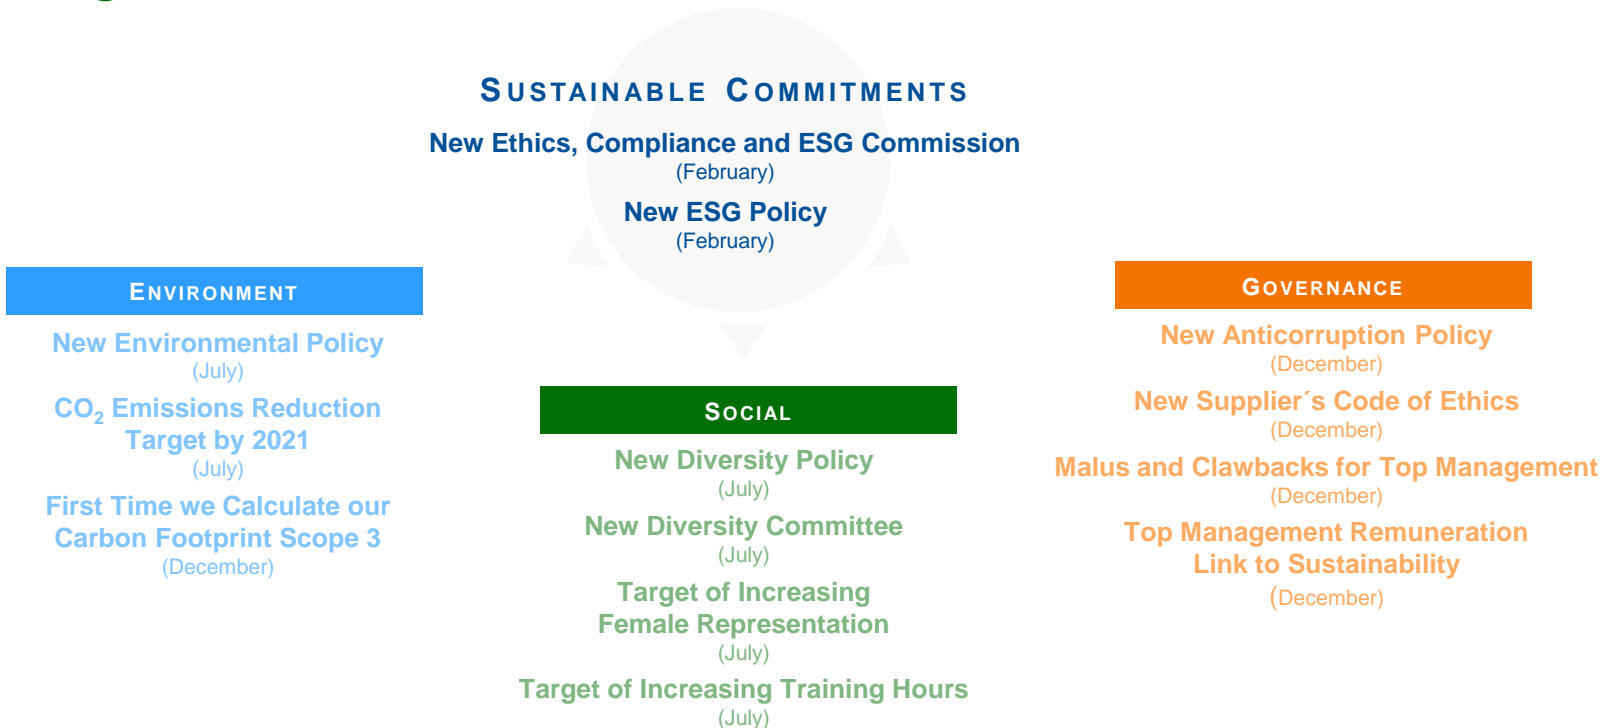 SUSTAINABLE COMMITMENTS
New Ethics, Compliance and ESG Commission
(February)
New ESG Policy
(February)
ENVIRONMENT
New Environmental Policy
(July)
CO₂ Emissions Reduction
Target by 2021
(July)
First Time we Calculate our
Carbon Footprint Scope 3
(December)
SOCIAL
New Diversity Policy
(July)
New Diversity Committee
(July)
Target of Increasing
Female Representation
(July)
Target of Increasing Training Hours
(July)
GOVERNANCE
New Anticorruption Policy
(December)
New Supplier´s Code of Ethics
(December)
Malus and Clawbacks for Top Management
(December)
Top Management Remuneration
Link to Sustainability
(December)